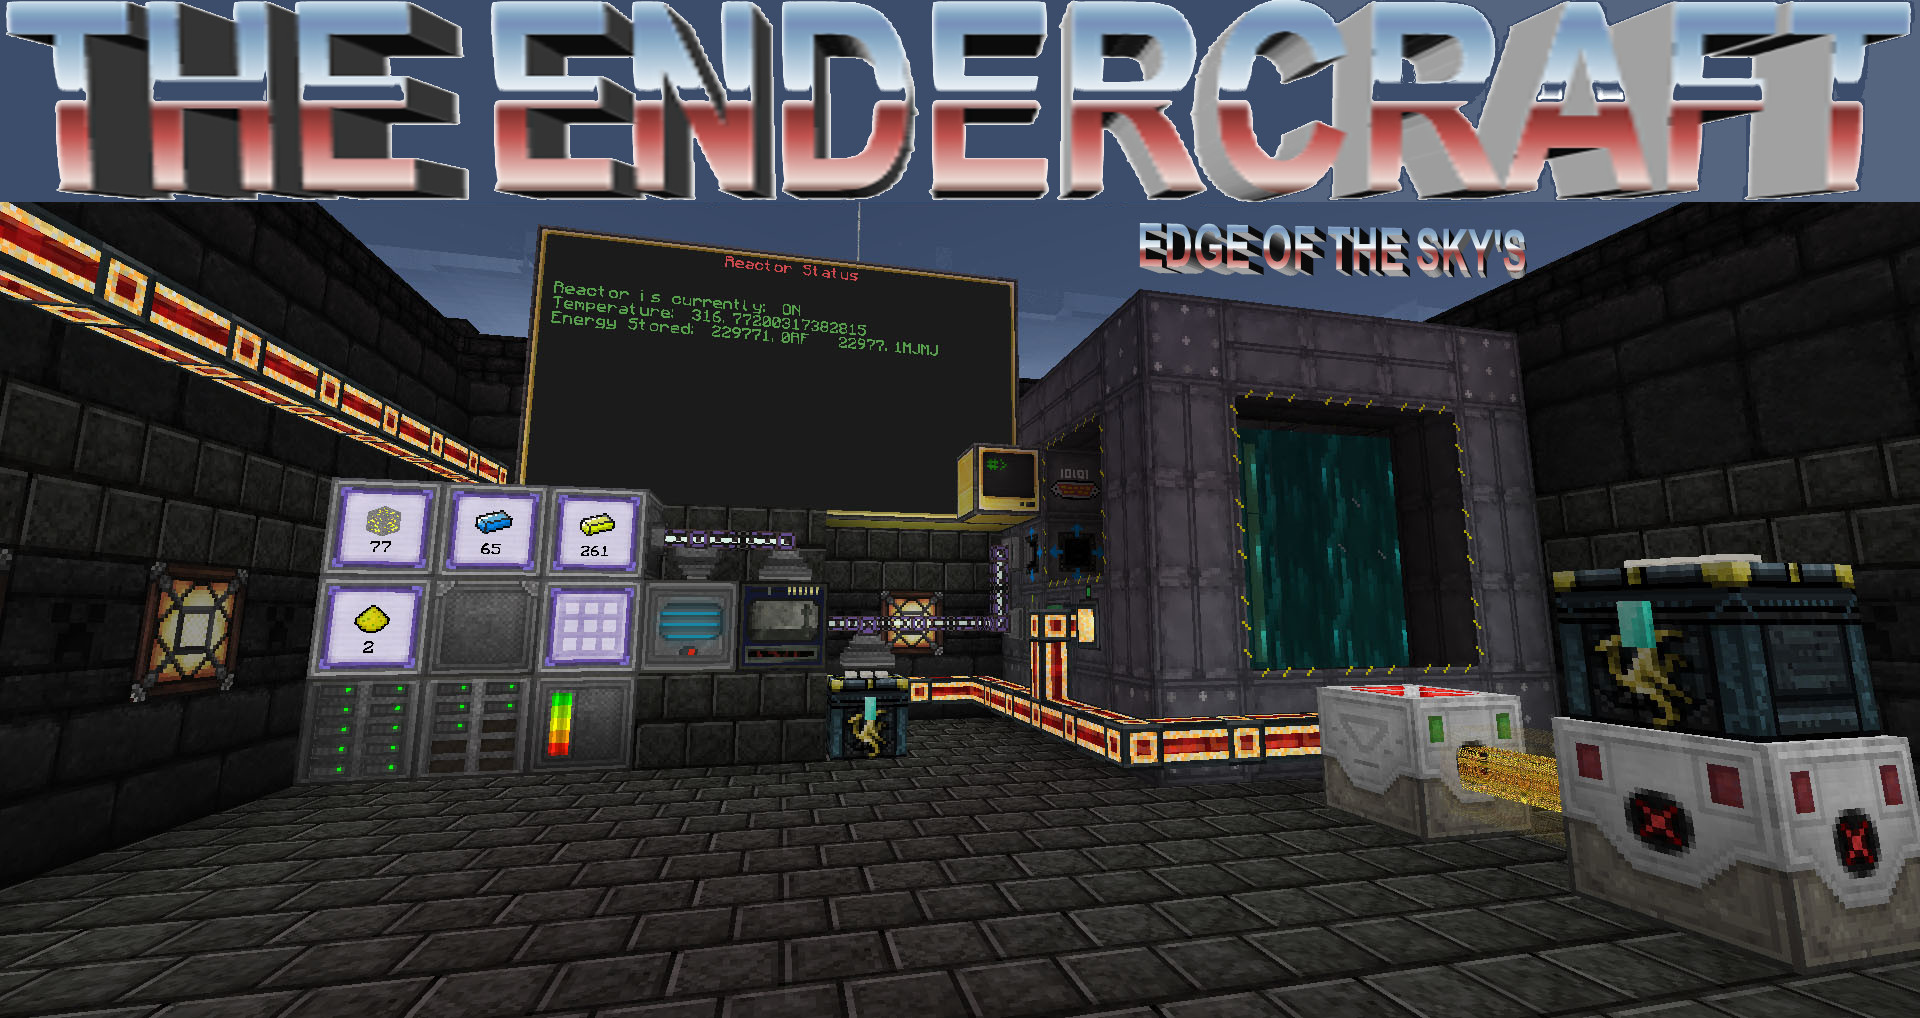 THE ENDERCRAFT
EDGE OF THE SKY'S
Reactor Status
Reactor is currently: ON
Temperature: 316.77200317382815
Energy Stored: 229771.0RF 22977.1MJMJ
10101
#>
77
65
261
2